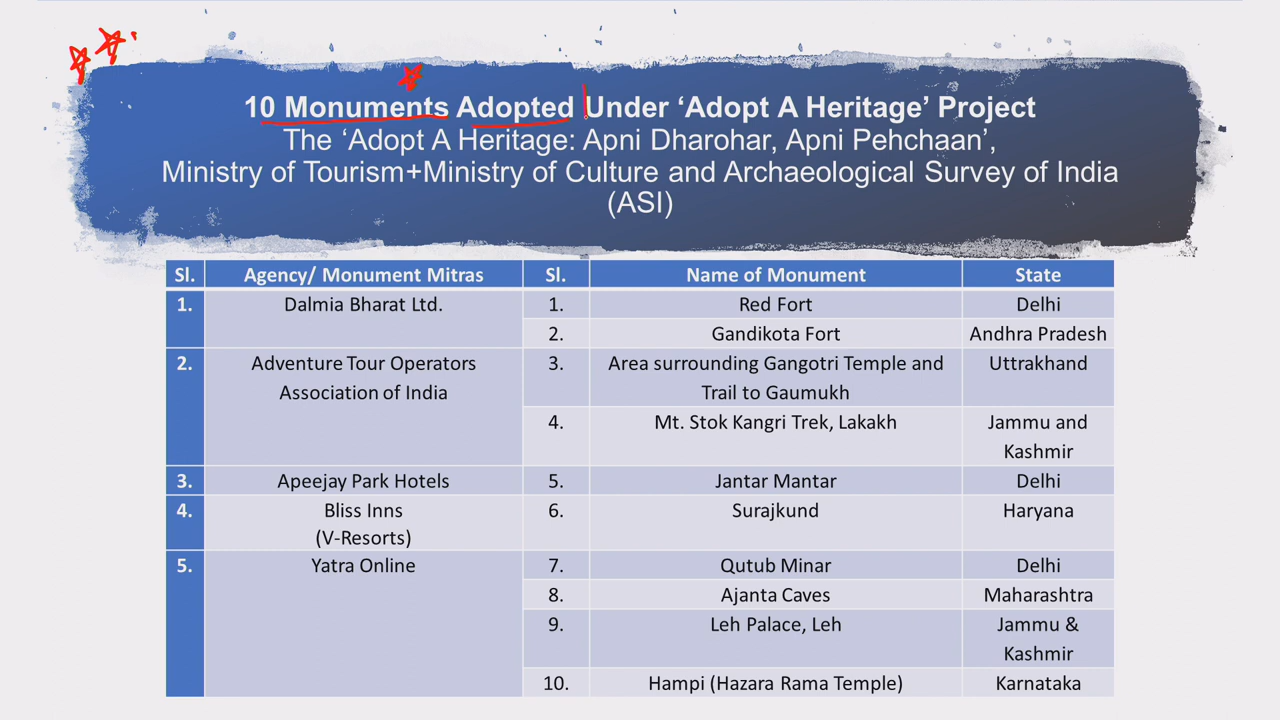 10 Monuments Adopted Under ‘Adopt A Heritage’ Project
The ‘Adopt A Heritage: Apni Dharohar, Apni Pehchaan’,
Ministry of Tourism+Ministry of Culture and Archaeological Survey of India
(ASI)
Sl. Agency/ Monument Mitras Sl. Name of Monument State
1. Dalmia Bharat Ltd. 1. Red Fort Delhi
2. Gandikota Fort Andhra Pradesh
2. Adventure Tour Operators 3. Area surrounding Gangotri Temple and Uttrakhand
Association of India Trail to Gaumukh
4. Mt. Stok Kangri Trek, Lakakh Jammu and
Kashmir
3. Apeejay Park Hotels 5. Jantar Mantar Delhi
4. Bliss Inns 6. Surajkund Haryana
(V-Resorts)
5. Yatra Online 7. Qutub Minar Delhi
8. Ajanta Caves Maharashtra
9. Leh Palace, Leh Jammu &
Kashmir
10. Hampi (Hazara Rama Temple) Karnataka